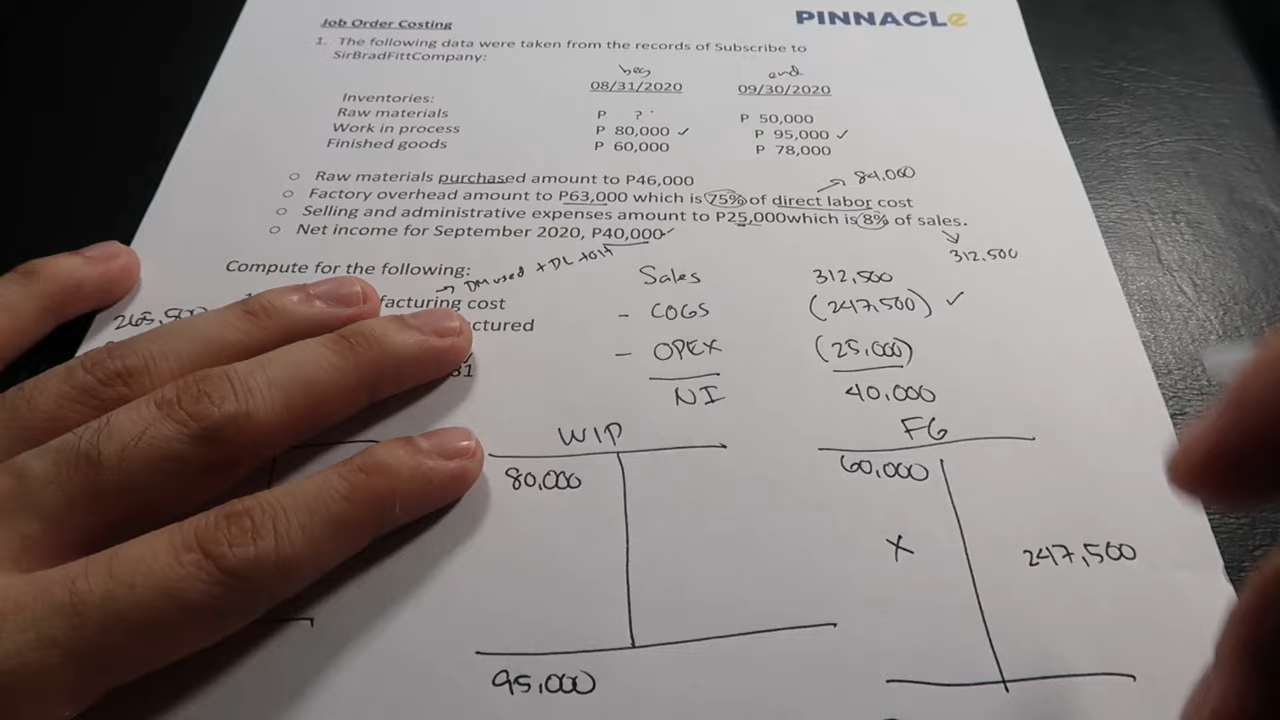 Job Order Costing
PINNACLe
1. The following data were taken from the records of Subscribe to
SirBradFittCompany:
beg end
08/31/2020 09/30/2020
Inventories:
Raw materials P ? P 50,000
Work in process P 80,000 ✓ P 95,000 ✓
Finished goods P 60,000 P 78,000
○ Raw materials purchased amount to P46,000
84,000
○ Factory overhead amount to P63,000 which is 75% of direct labor cost
○ Selling and administrative expenses amount to P25,000which is 8% of sales.
○ Net income for September 2020, P40,000 ✓
312,500
Compute for the following:
DM used + DL + OH
facturing cost
265,500
ctured
31
Sales 312,500
- COGS (247,500) ✓
- OPEX (25,000)
NI 40,000
WIP
80,000
95,000
FG
60,000
X 247,500